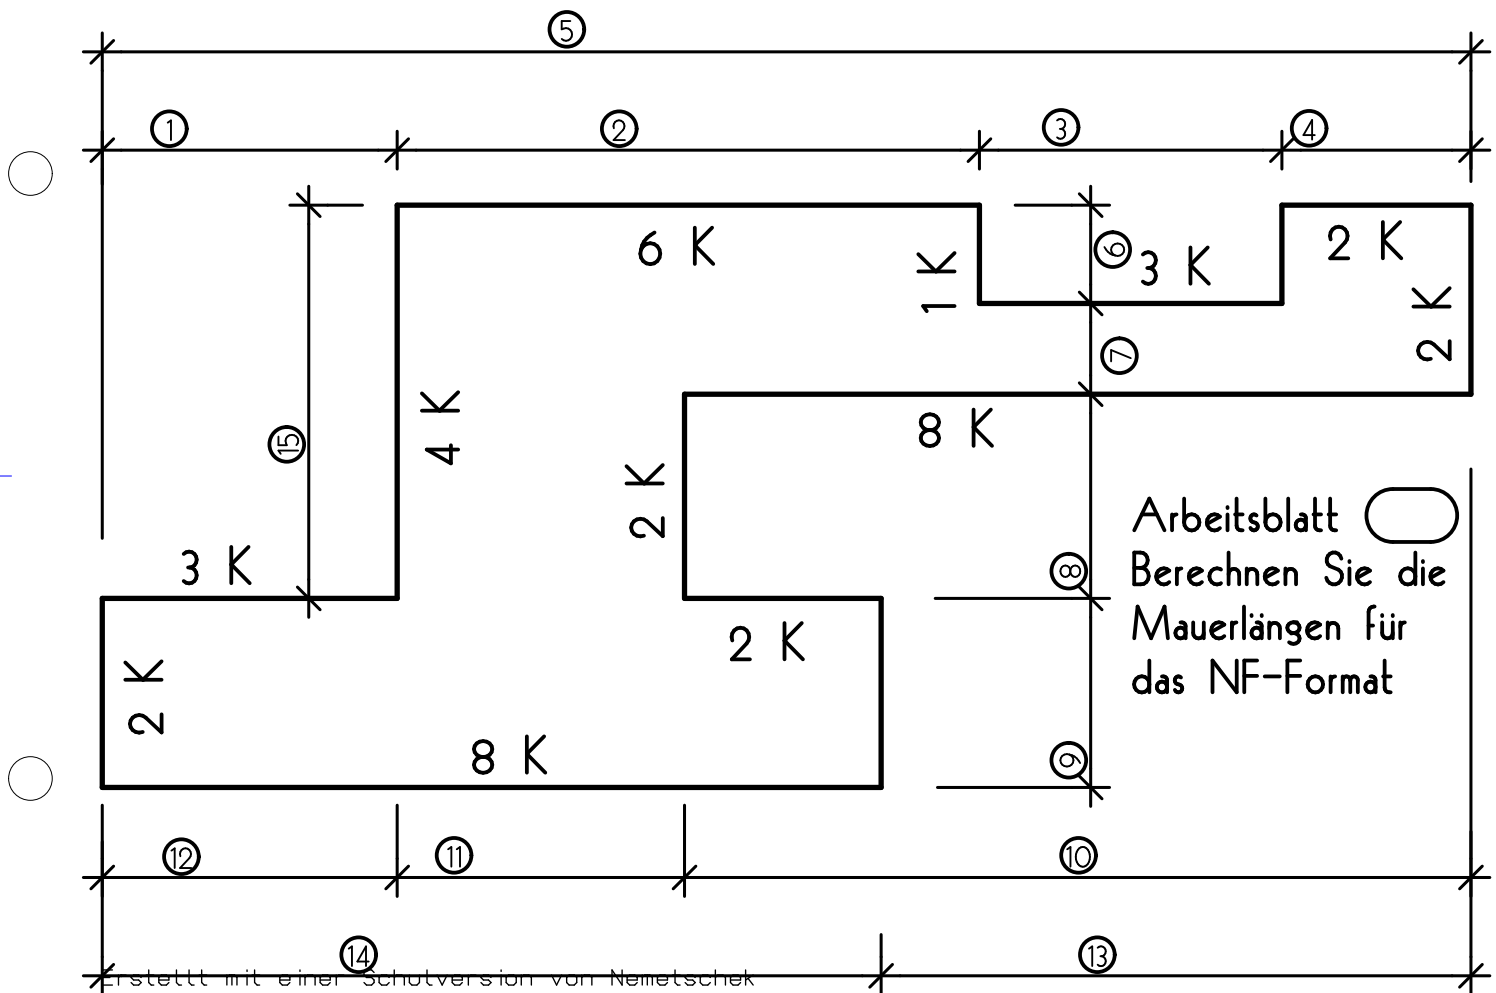 5
1
2
3
4
6 K
1 K
6
3 K
2 K
2 K
7
15
4 K
8 K
2 K
3 K
8
2 K
2 K
9
8 K
Arbeitsblatt
Berechnen Sie die
Mauerlängen für
das NF-Format
12
11
10
14
13
Erstellt mit einer Schulversion von Nemetschek